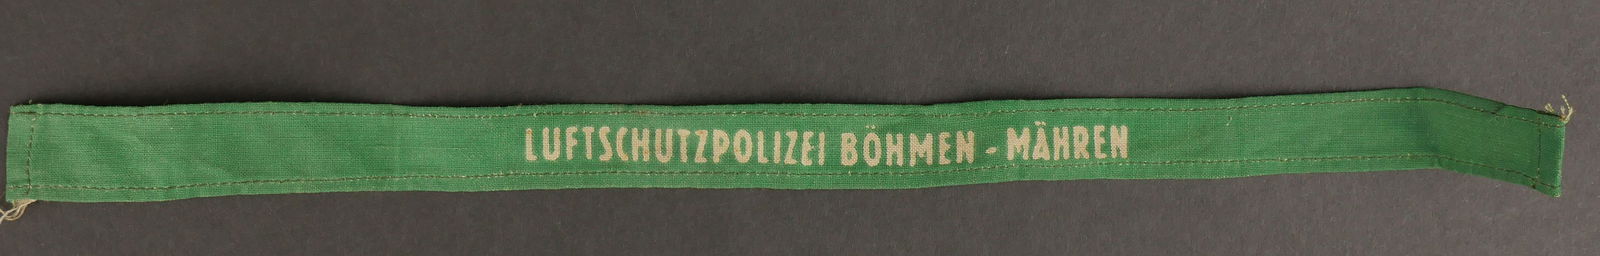 LUFTSCHUTZPOLIZEI BÖHMEN - MÄHREN